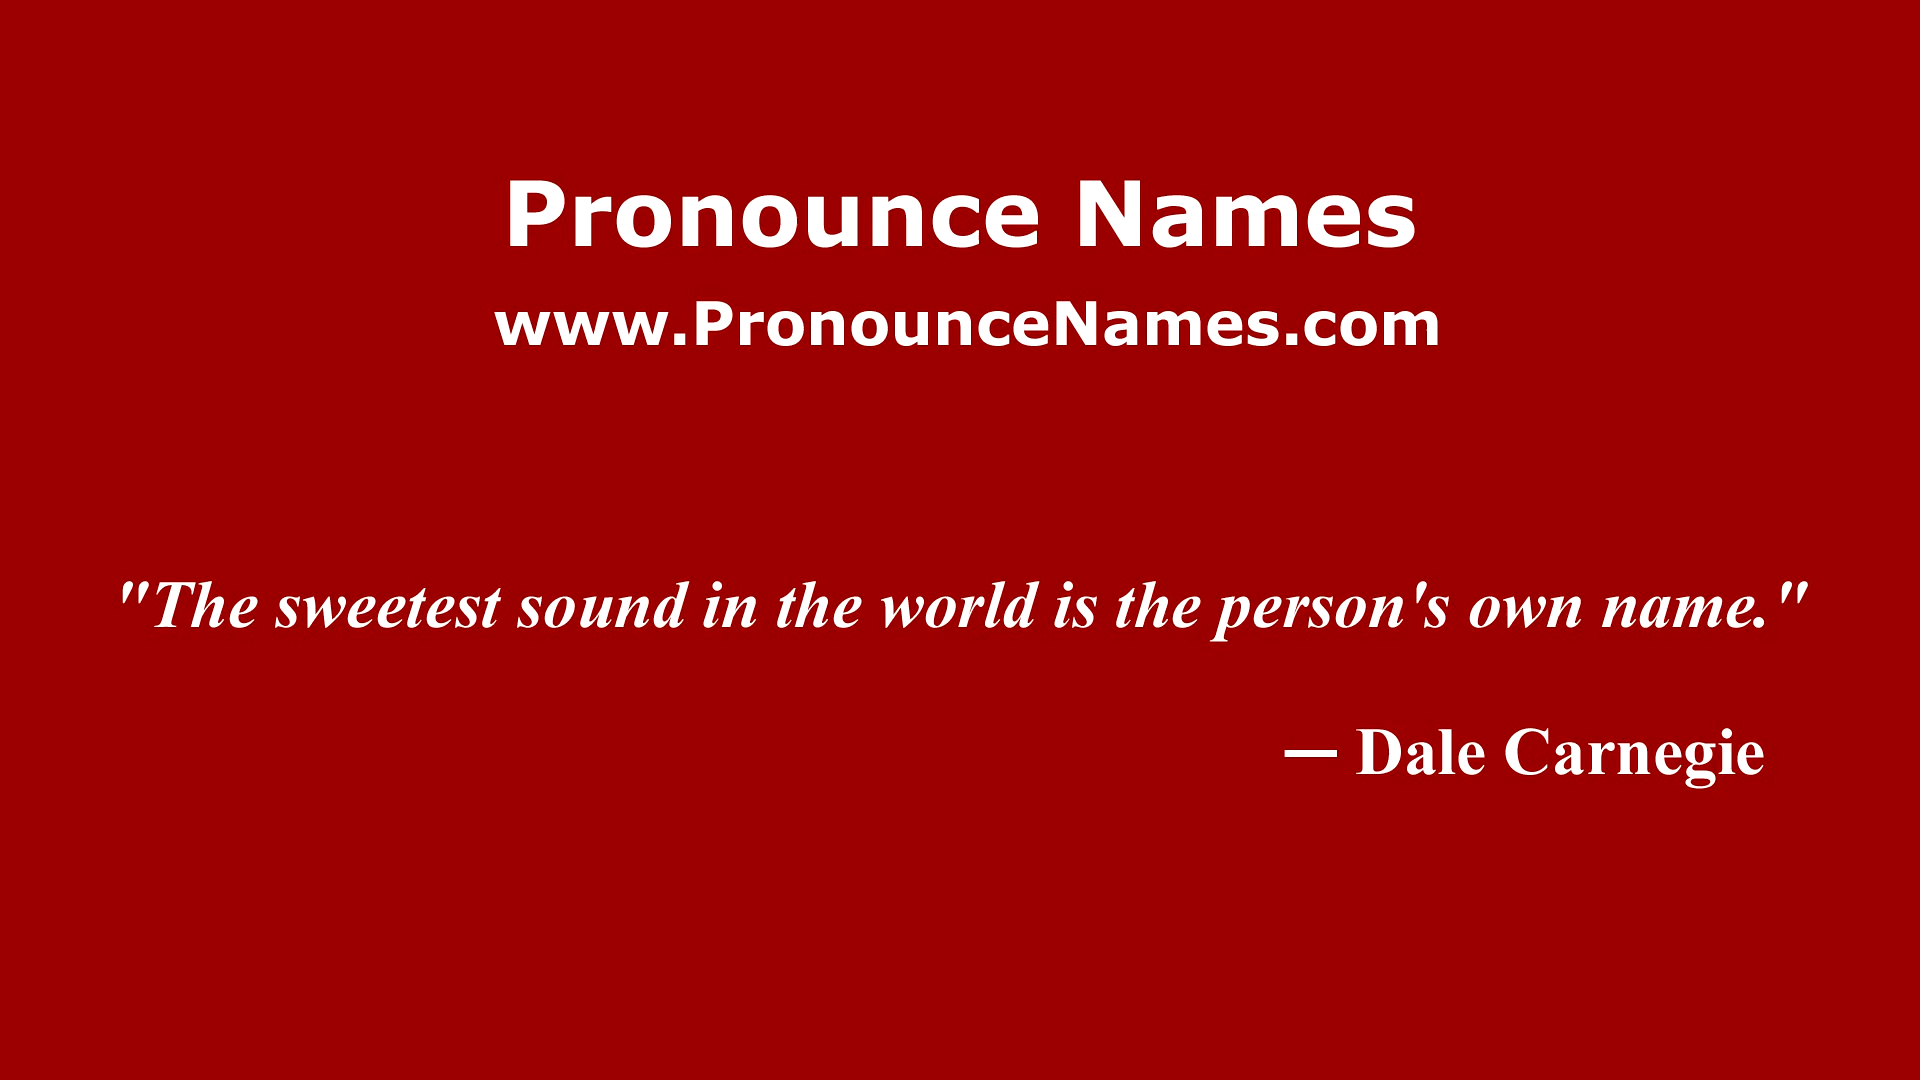 Pronounce Names
www.PronounceNames.com
"The sweetest sound in the world is the person's own name."
— Dale Carnegie